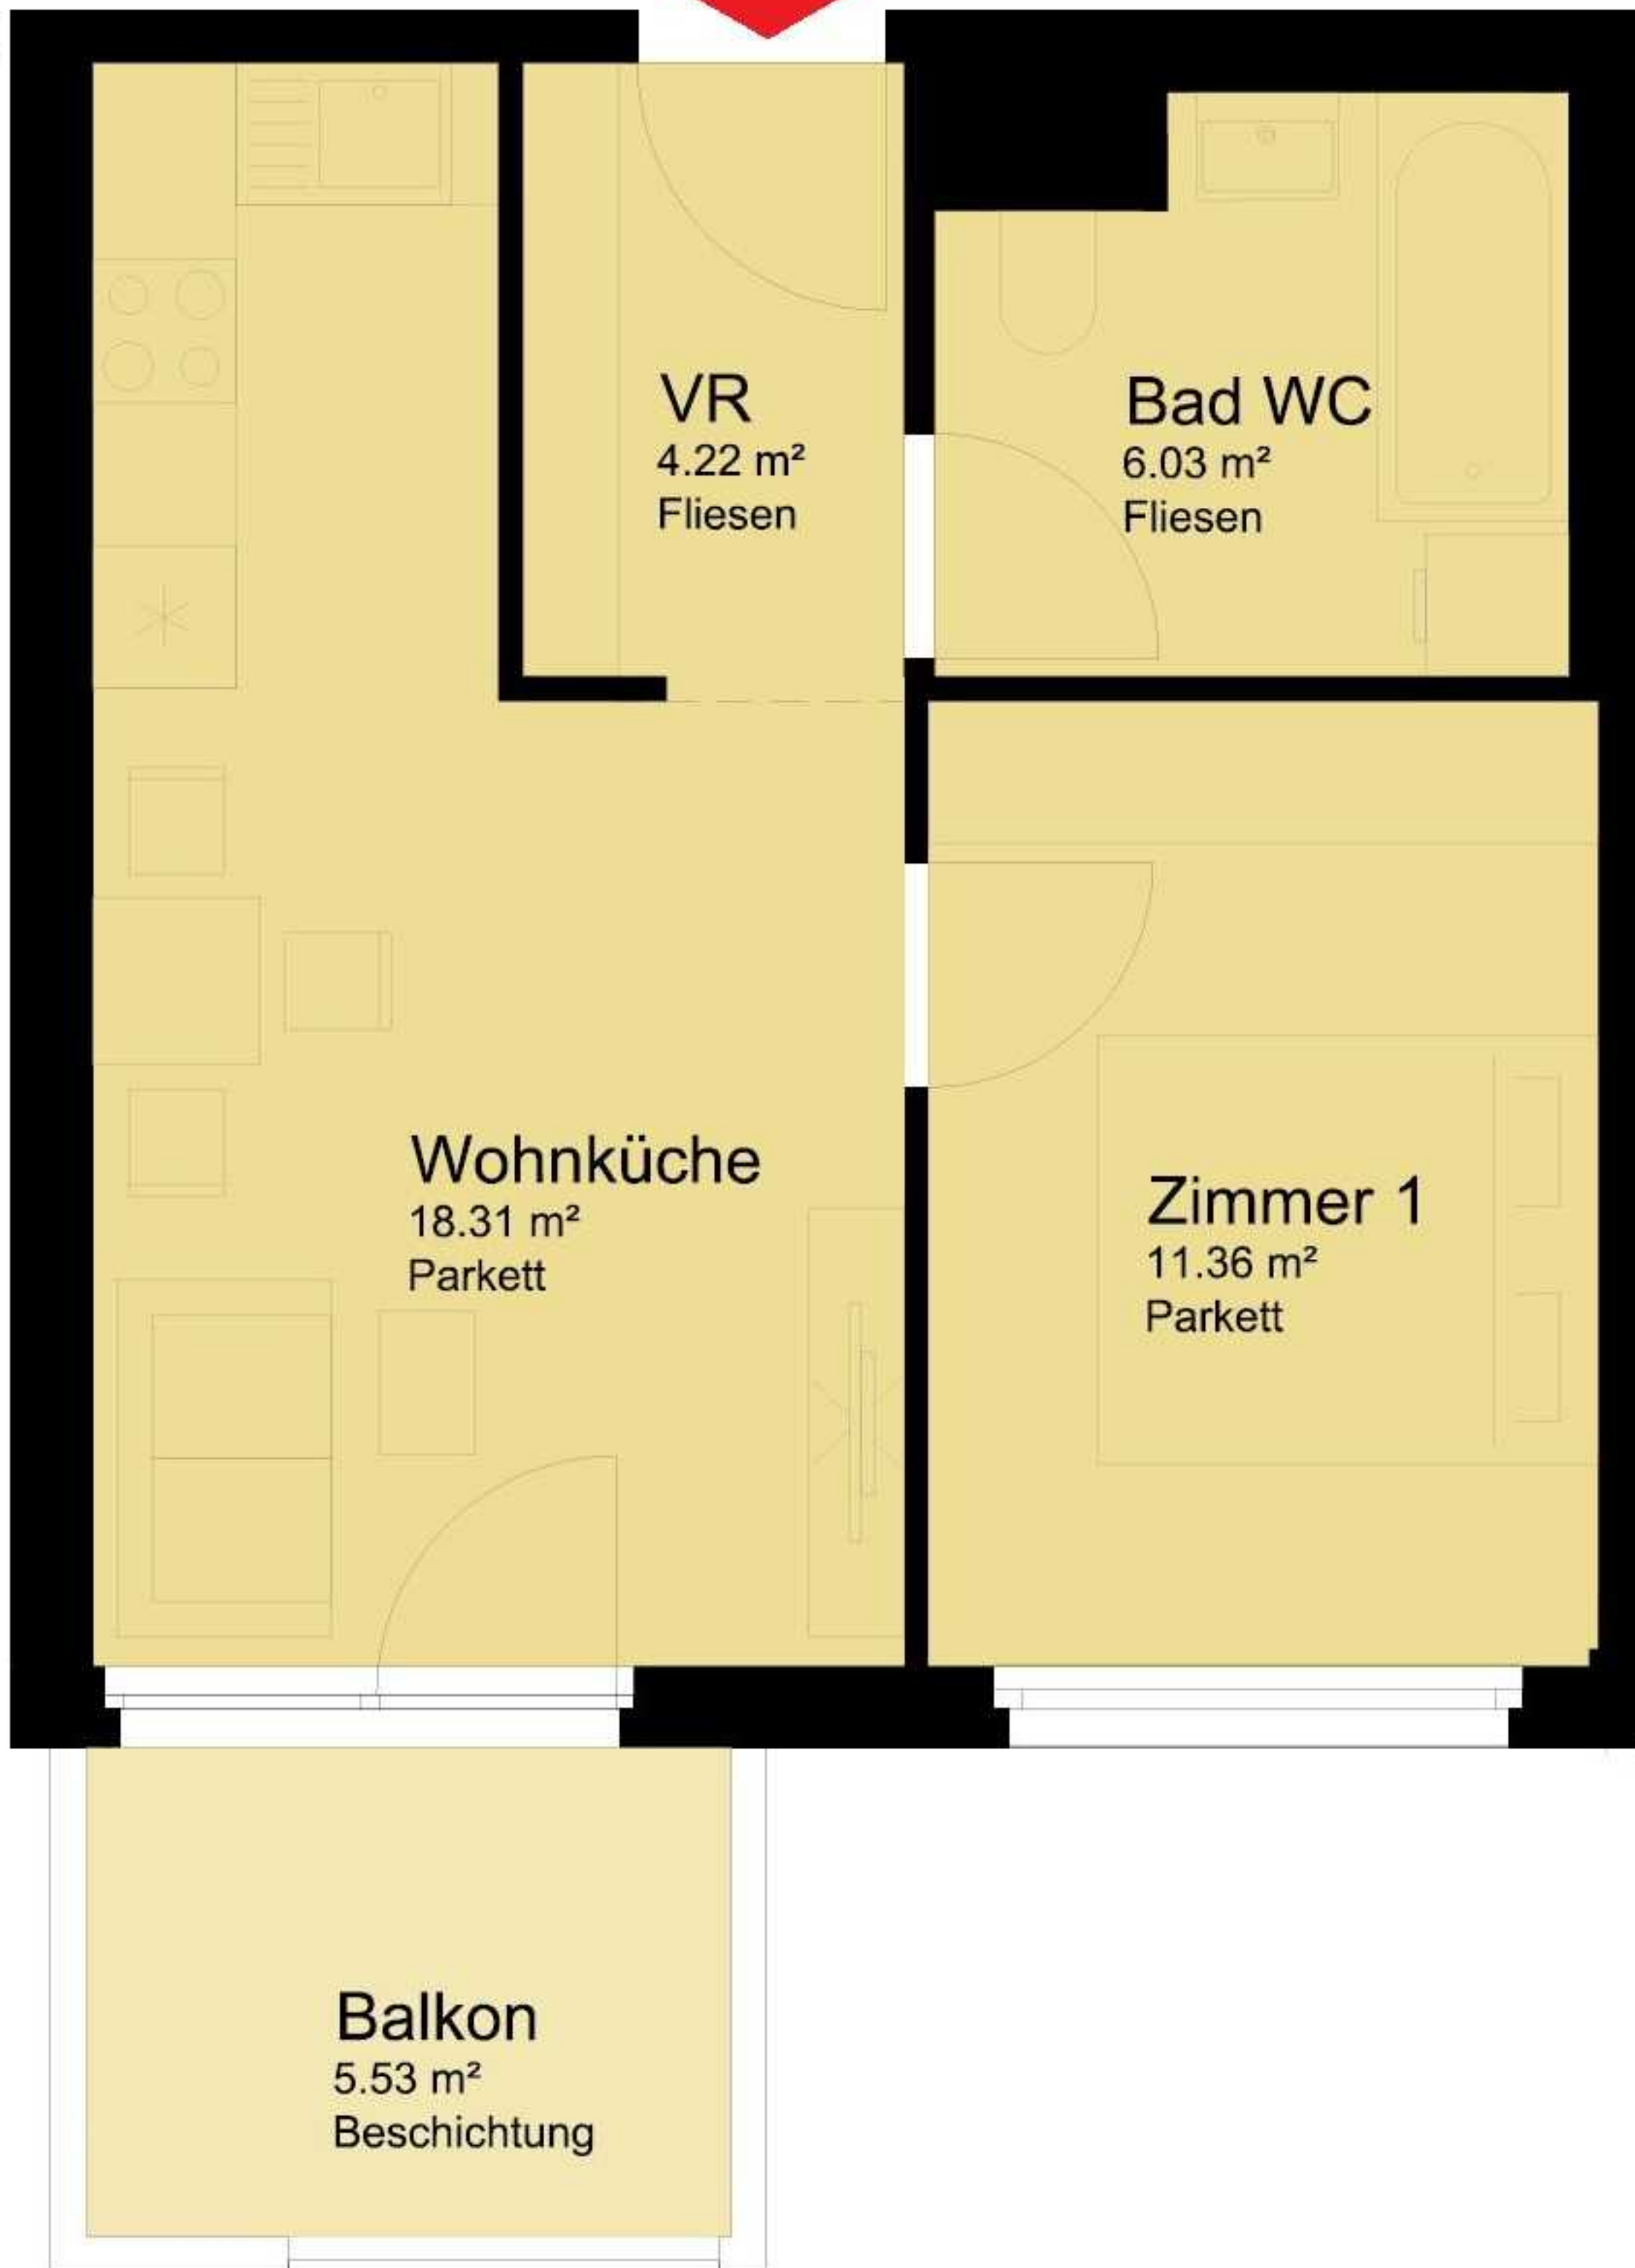 VR
4.22 m²
Fliesen
Bad WC
6.03 m²
Fliesen
Wohnküche
18.31 m²
Parkett
Zimmer 1
11.36 m²
Parkett
Balkon
5.53 m²
Beschichtung